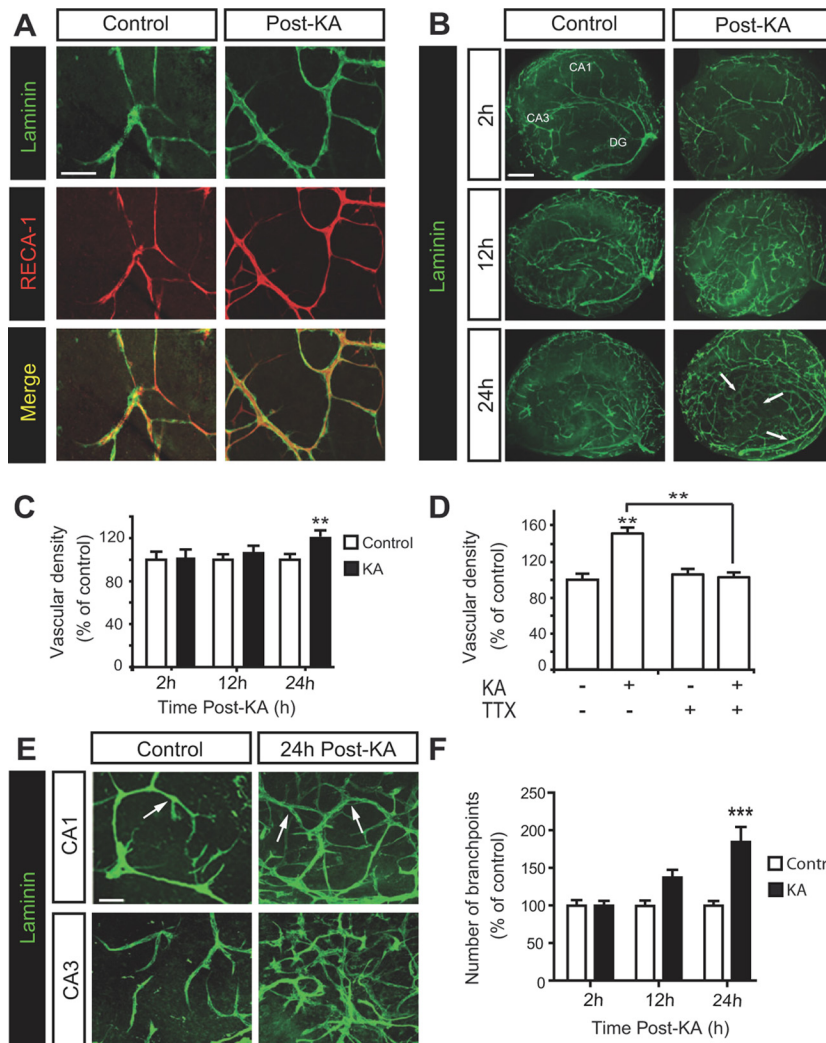 A
Control
Post-KA
Laminin
RECA-1
Merge
B
Control
Post-KA
Laminin
2h
12h
24h
CA1
CA3
DG
C
Vascular density
(% of control)
120
80
40
0
**
Control
KA
2h 12h 24h
Time Post-KA (h)
D
Vascular density
(% of control)
160
120
80
40
0
**
**
KA - + - +
TTX - - + +
E
Control
24h Post-KA
Laminin
CA1
CA3
F
Number of branchpoints
(% of control)
250
200
150
100
50
0
***
Contr
KA
2h 12h 24h
Time Post-KA (h)